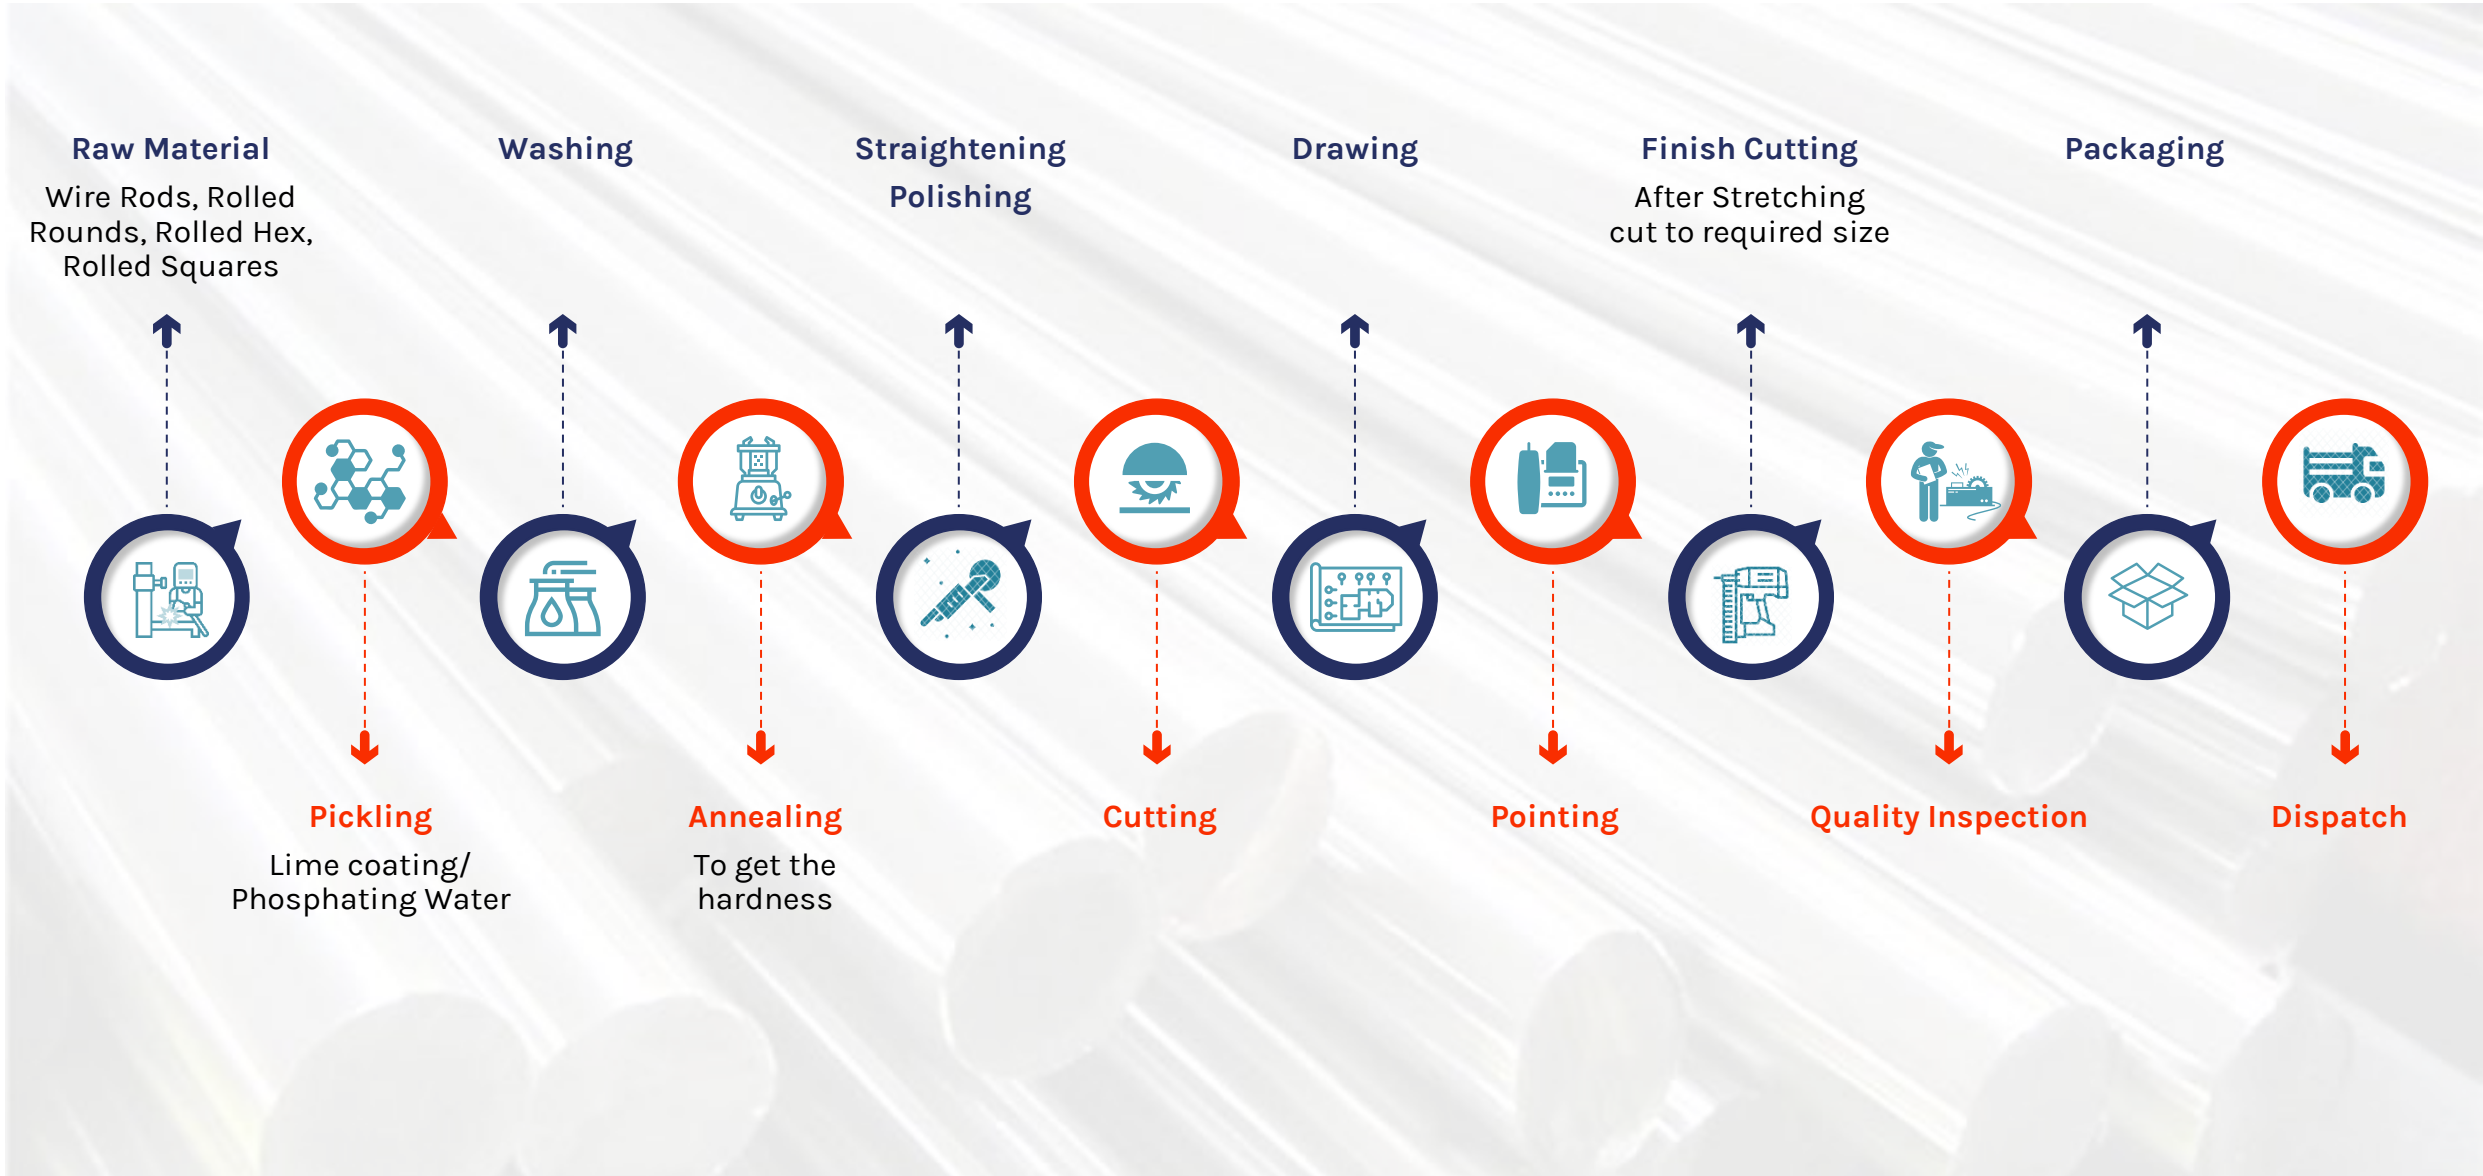 Raw Material
Wire Rods, Rolled
Rounds, Rolled Hex,
Rolled Squares
Washing
Straightening
Polishing
Drawing
Finish Cutting
After Stretching
cut to required size
Packaging
Pickling
Lime coating/
Phosphating Water
Annealing
To get the
hardness
Cutting
Pointing
Quality Inspection
Dispatch